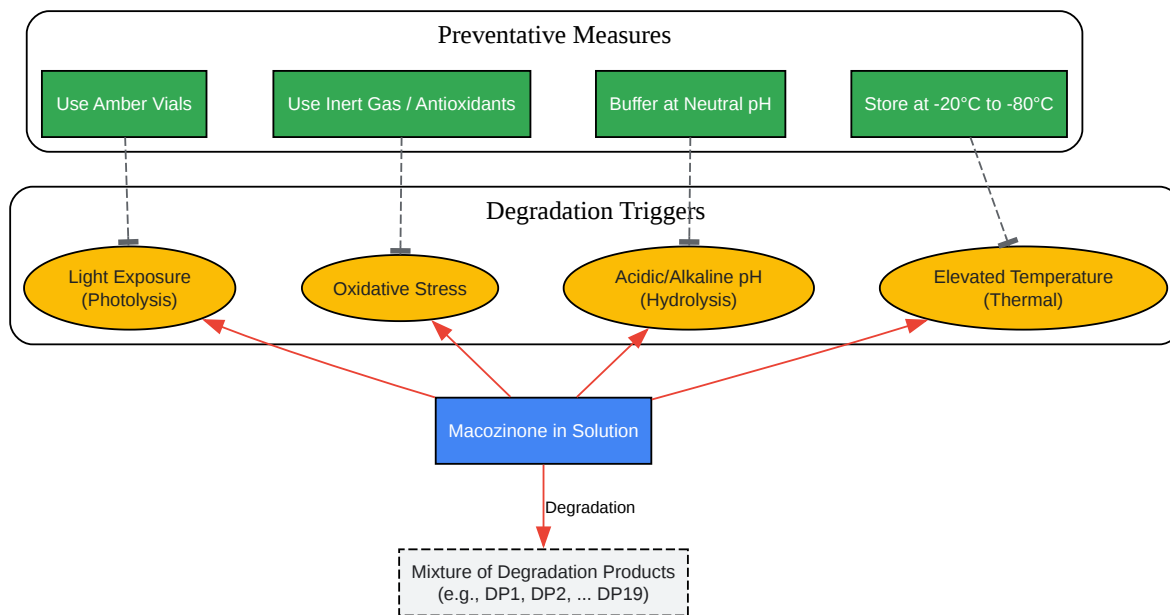 Preventative Measures
Use Amber Vials
Use Inert Gas / Antioxidants
Buffer at Neutral pH
Store at -20°C to -80°C
Degradation Triggers
Light Exposure
(Photolysis)
Oxidative Stress
Acidic/Alkaline pH
(Hydrolysis)
Elevated Temperature
(Thermal)
Macozinone in Solution
Degradation
Mixture of Degradation Products
(e.g., DP1, DP2, ... DP19)